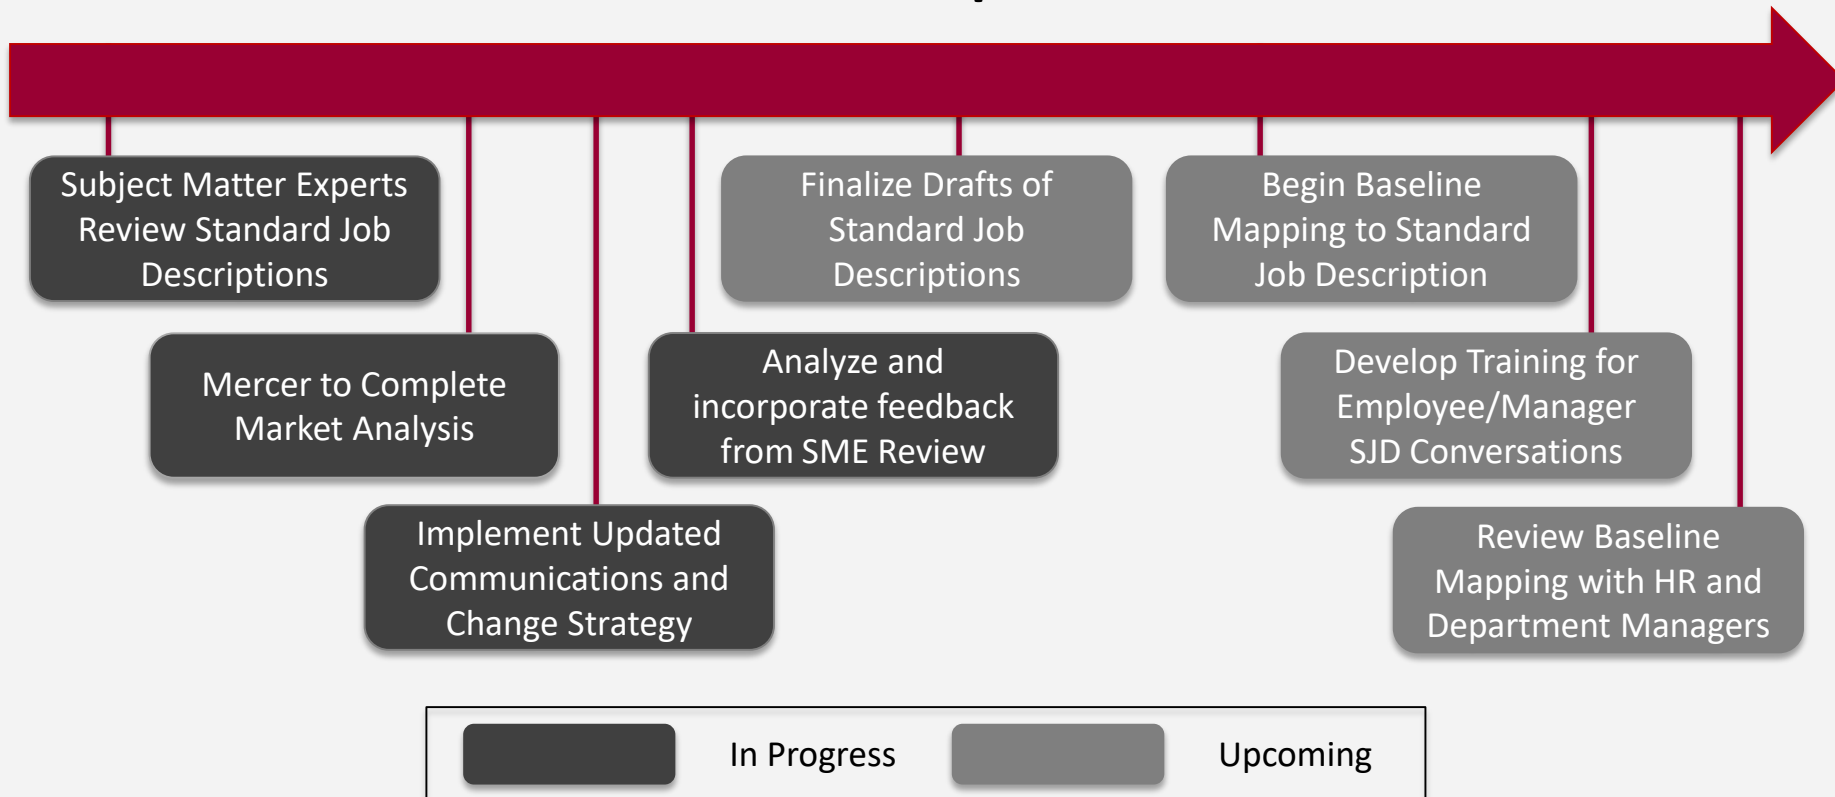 Subject Matter Experts
Review Standard Job
Descriptions
Finalize Drafts of
Standard Job
Descriptions
Begin Baseline
Mapping to Standard
Job Description
Mercer to Complete
Market Analysis
Analyze and
incorporate feedback
from SME Review
Develop Training for
Employee/Manager
SJD Conversations
Implement Updated
Communications and
Change Strategy
Review Baseline
Mapping with HR and
Department Managers
In Progress
Upcoming